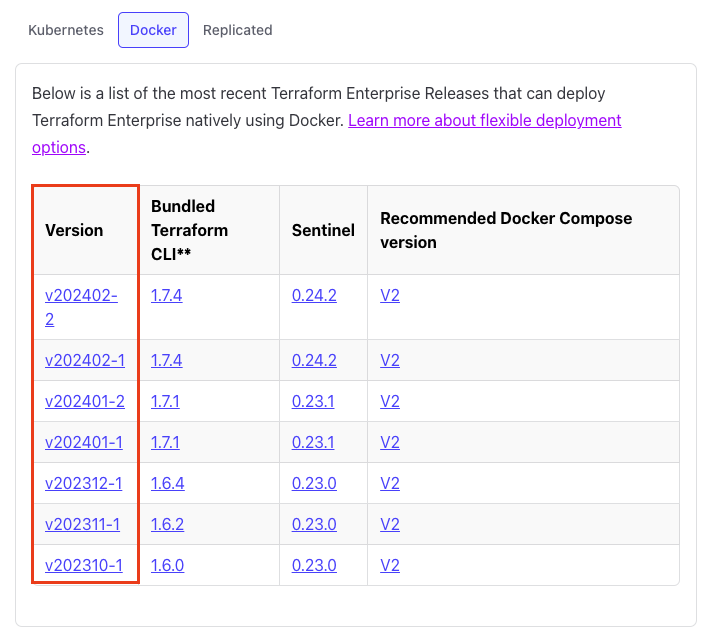 Kubernetes Docker Replicated
Below is a list of the most recent Terraform Enterprise Releases that can deploy
Terraform Enterprise natively using Docker. Learn more about flexible deployment
options.
Version Bundled Terraform CLI** Sentinel Recommended Docker Compose version
v202402-2 1.7.4 0.24.2 V2
v202402-1 1.7.4 0.24.2 V2
v202401-2 1.7.1 0.23.1 V2
v202401-1 1.7.1 0.23.1 V2
v202312-1 1.6.4 0.23.0 V2
v202311-1 1.6.2 0.23.0 V2
v202310-1 1.6.0 0.23.0 V2